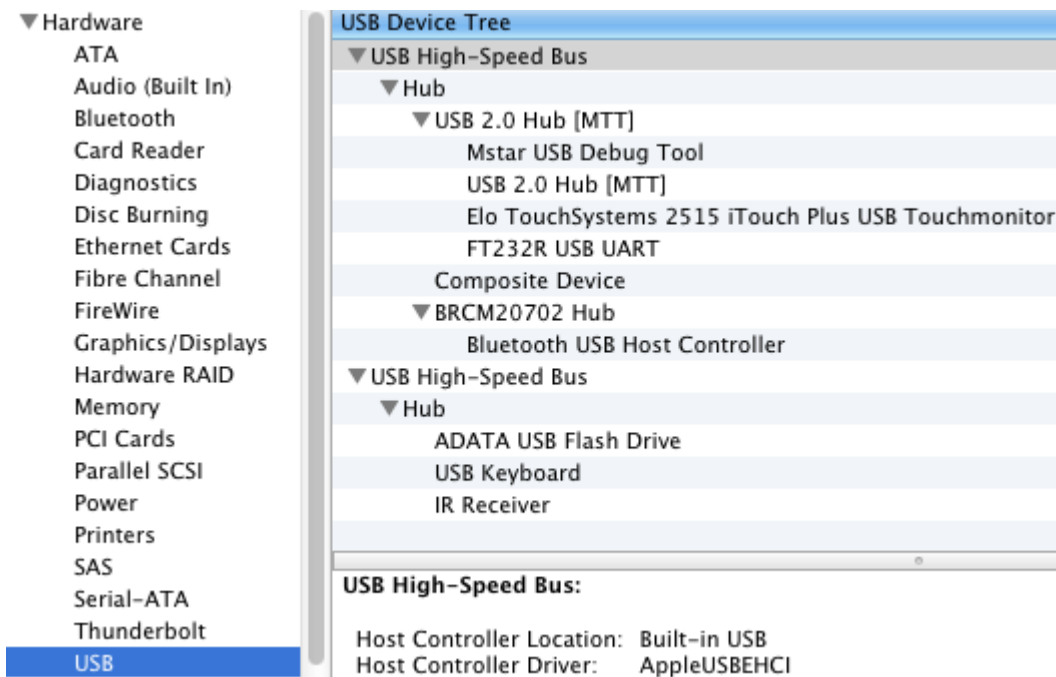 Hardware
ATA
Audio (Built In)
Bluetooth
Card Reader
Diagnostics
Disc Burning
Ethernet Cards
Fibre Channel
FireWire
Graphics/Displays
Hardware RAID
Memory
PCI Cards
Parallel SCSI
Power
Printers
SAS
Serial-ATA
Thunderbolt
USB
USB Device Tree
USB High-Speed Bus
Hub
USB 2.0 Hub [MTT]
Mstar USB Debug Tool
USB 2.0 Hub [MTT]
Elo TouchSystems 2515 iTouch Plus USB Touchmonitor
FT232R USB UART
Composite Device
BRCM20702 Hub
Bluetooth USB Host Controller
USB High-Speed Bus
Hub
ADATA USB Flash Drive
USB Keyboard
IR Receiver
USB High-Speed Bus:
Host Controller Location: Built-in USB
Host Controller Driver: AppleUSBEHCI